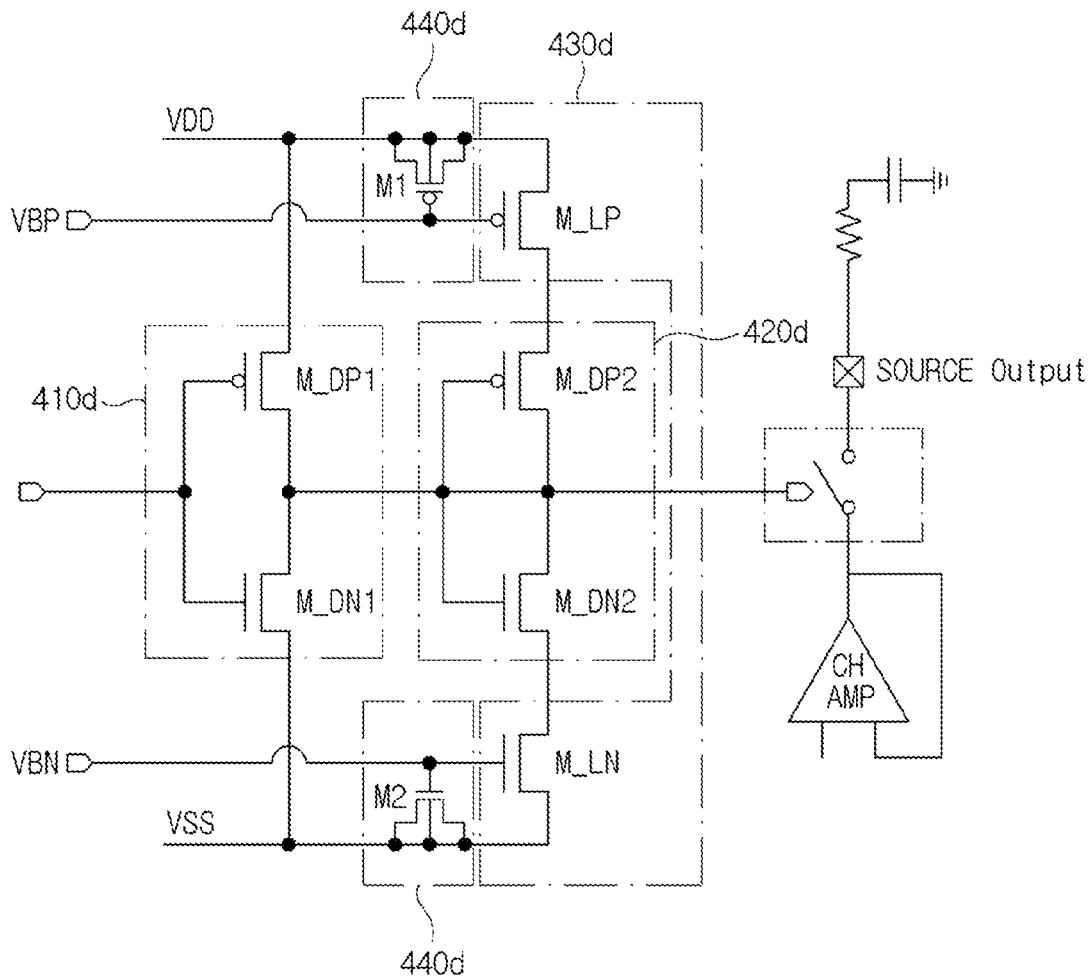 440d
430d
VDD
M1
VBP
M_LP
420d
M_DP1
M_DP2
SOURCE Output
410d
M_DN1
M_DN2
CH
AMP
VBN
M_LN
M2
VSS
440d